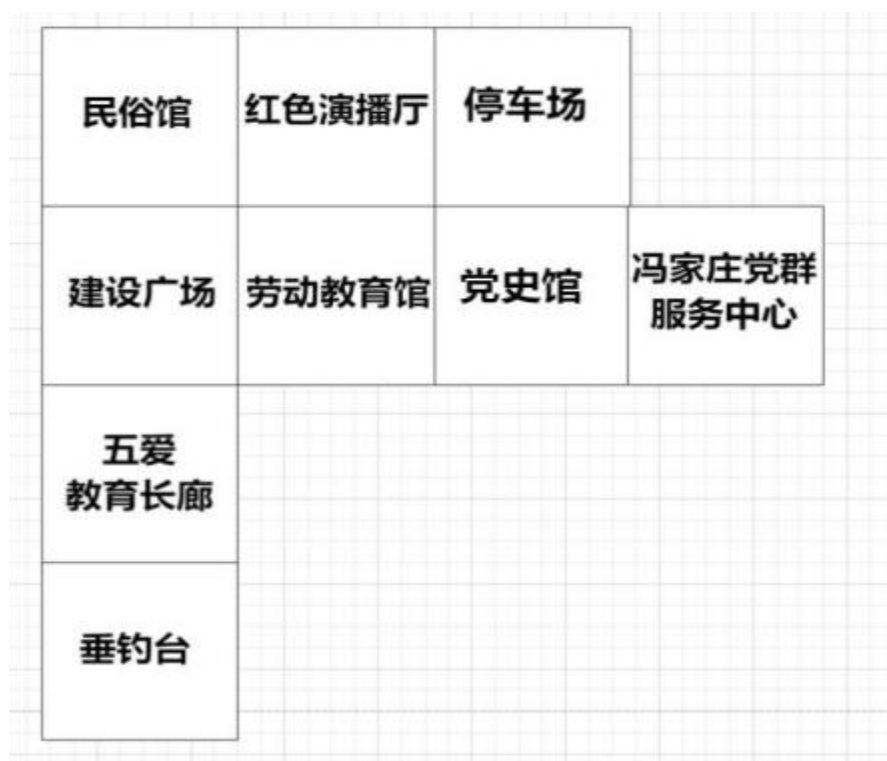 民俗馆
红色演播厅
停车场
建设广场
劳动教育馆
党史馆
冯家庄党群
服务中心
五爱
教育长廊
垂钓台